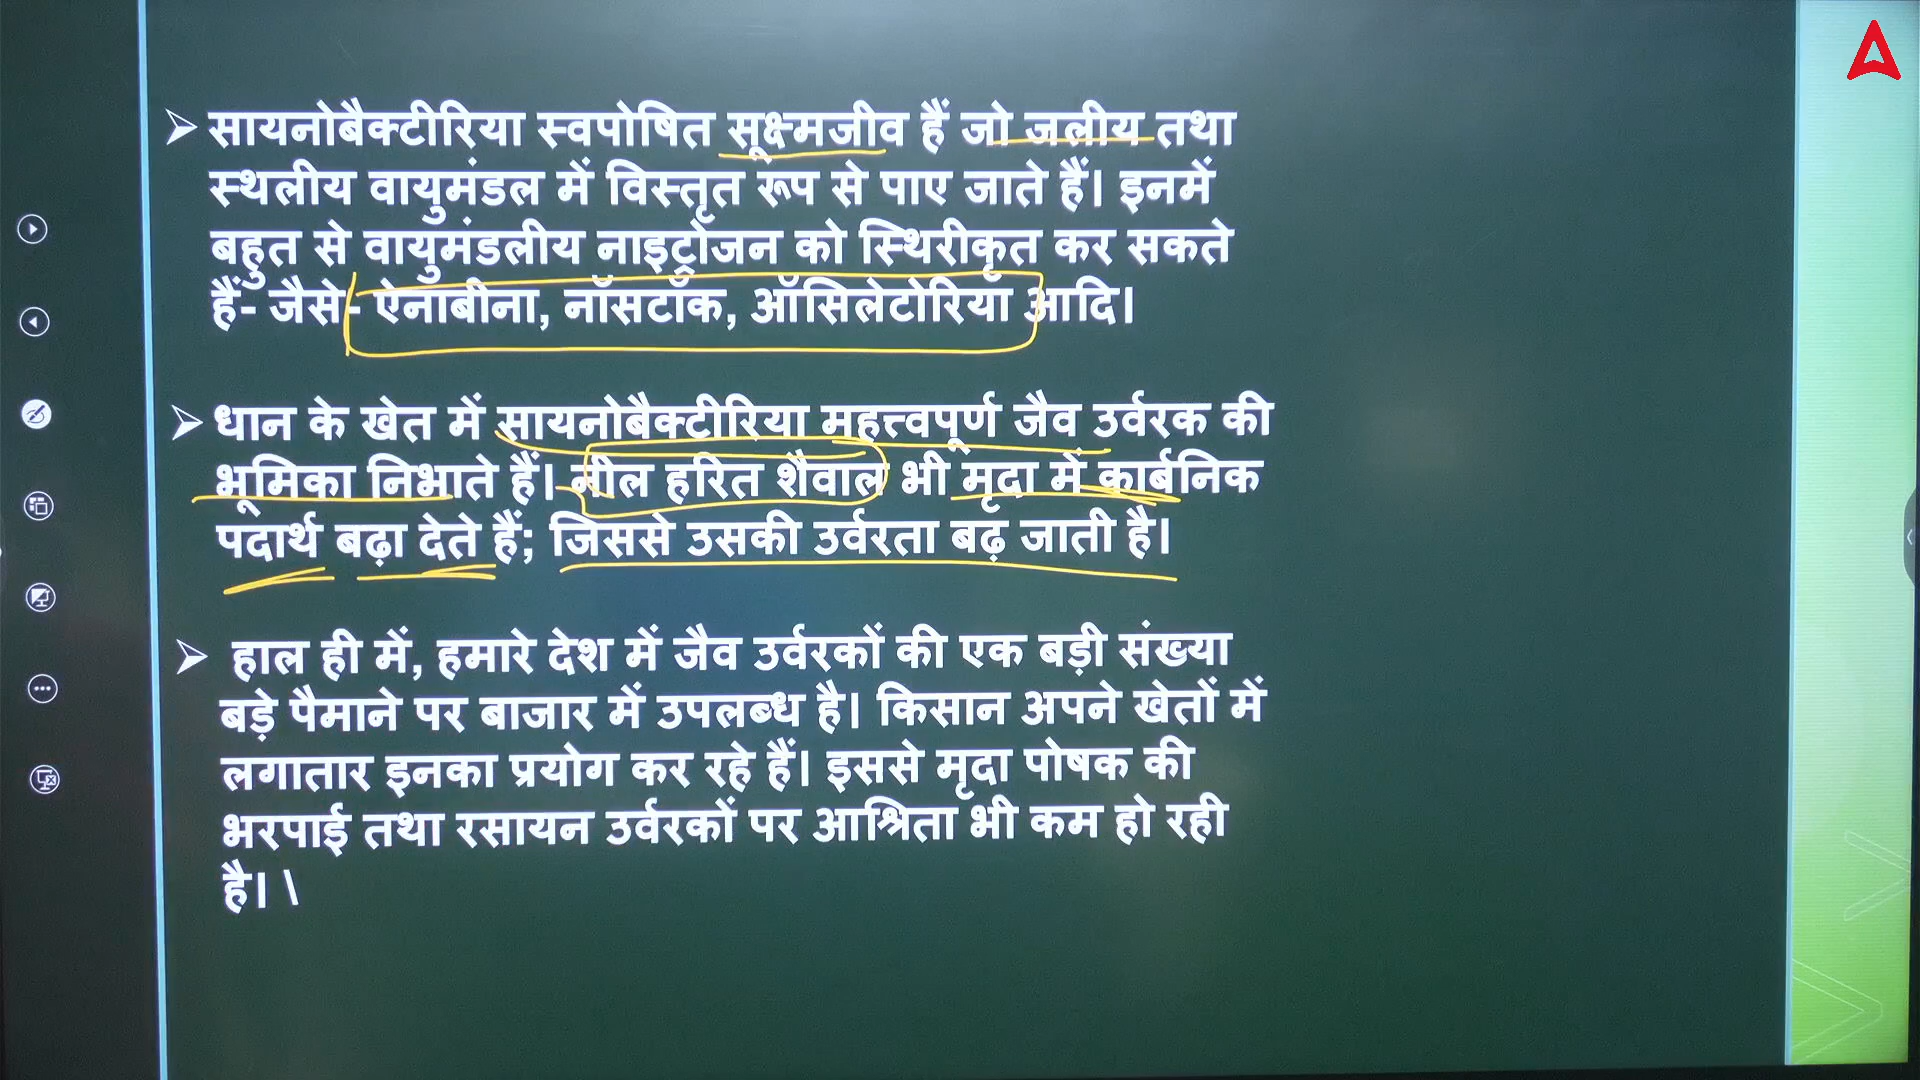 ➢ सायनोबैक्टीरिया स्वपोषित सूक्ष्मजीव हैं जो जलीय तथा
स्थलीय वायुमंडल में विस्तृत रूप से पाए जाते हैं। इनमें
बहुत से वायुमंडलीय नाइट्रोजन को स्थिरीकृत कर सकते
हैं- जैसे- ऐनाबीना, नॉसटॉक, ऑसिलेटोरिया आदि।
➢ धान के खेत में सायनोबैक्टीरिया महत्त्वपूर्ण जैव उर्वरक की
भूमिका निभाते हैं। नील हरित शैवाल भी मृदा में कार्बनिक
पदार्थ बढ़ा देते हैं; जिससे उसकी उर्वरता बढ़ जाती है।
➢ हाल ही में, हमारे देश में जैव उर्वरकों की एक बड़ी संख्या
बड़े पैमाने पर बाजार में उपलब्ध है। किसान अपने खेतों में
लगातार इनका प्रयोग कर रहे हैं। इससे मृदा पोषक की
भरपाई तथा रसायन उर्वरकों पर आश्रिता भी कम हो रही
है। \